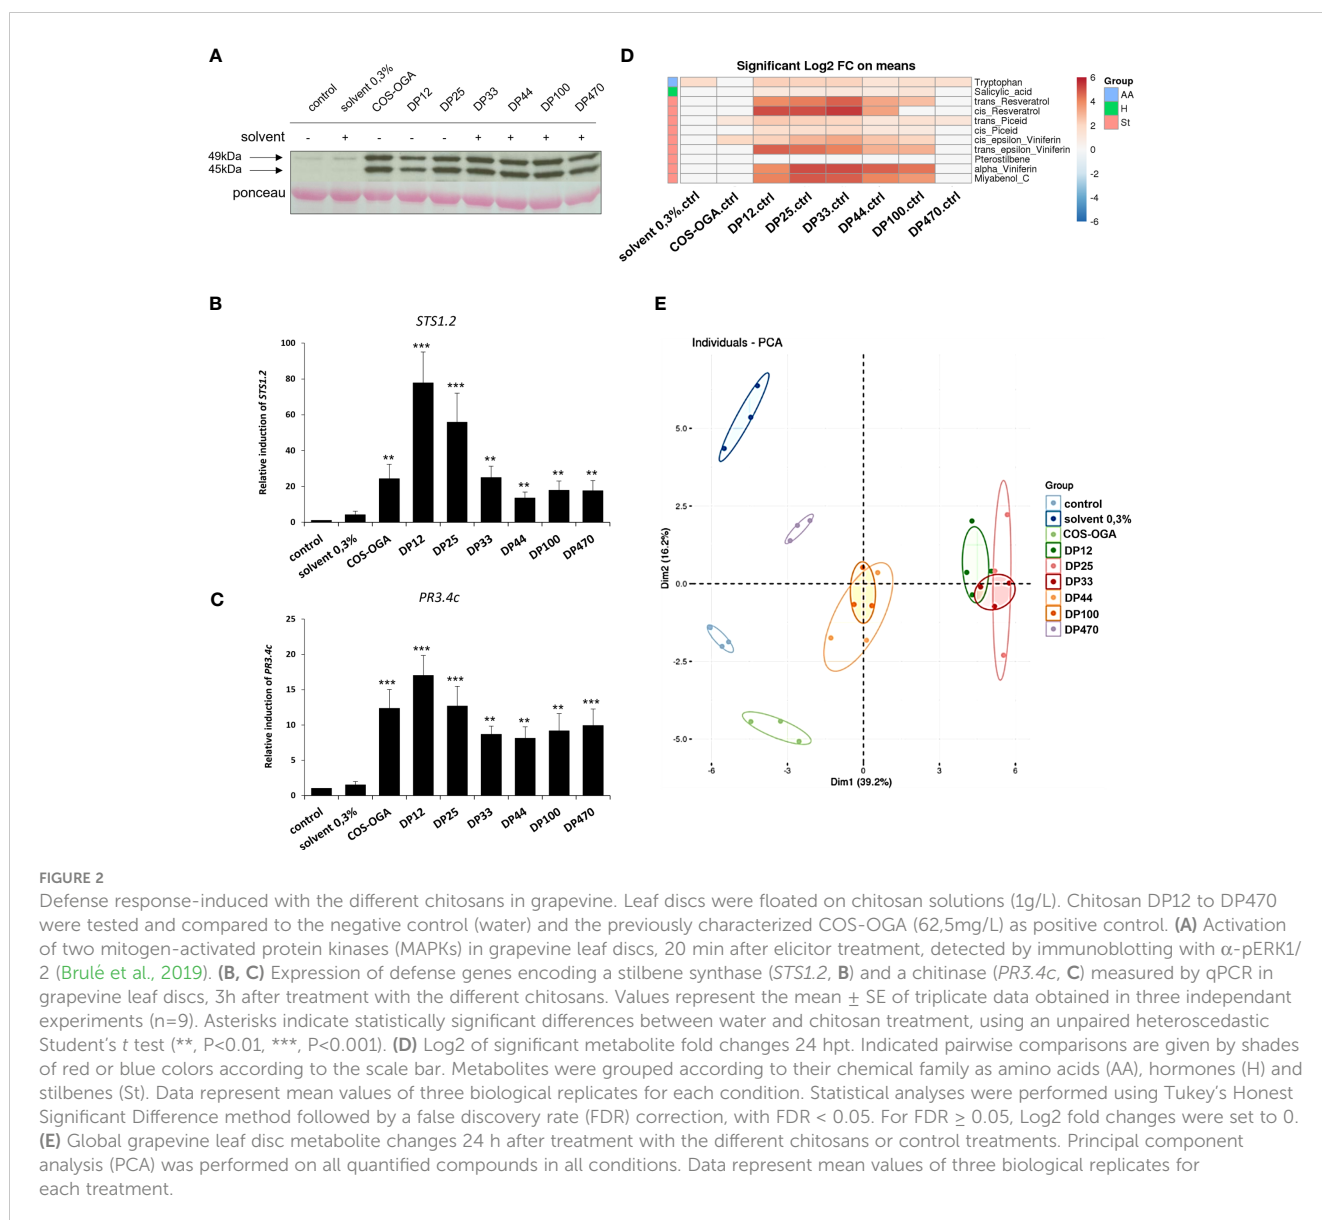 A
control
solvent 0,3%
COS-OGA
DP12
DP25
DP33
DP44
DP100
DP470
solvent
- + - - - + + + +
49kDa
45kDa
ponceau
B
STS1.2
Relative induction of STS1.2
100
80
60
40
20
0
*** *** ** ** ** ** **
control
solvent 0,3%
COS-OGA
DP12
DP25
DP33
DP44
DP100
DP470
C
PR3.4c
Relative induction of PR3.4c
25
20
15
10
5
0
*** *** *** ** ** ** ***
control
solvent 0,3%
COS-OGA
DP12
DP25
DP33
DP44
DP100
DP470
D
Significant Log2 FC on means
Tryptophan
Salicylic_acid
trans_Resveratrol
cis_Resveratrol
trans_Piceid
cis_Piceid
cis_epsilon_Viniferin
trans_epsilon_Viniferin
Pterostilbene
alpha_Viniferin
Miyabenol_C
solvent 0,3%.ctrl
COS-OGA.ctrl
DP12.ctrl
DP25.ctrl
DP33.ctrl
DP44.ctrl
DP100.ctrl
DP470.ctrl
6
4
2
0
-2
-4
-6
Group
AA
H
St
E
Individuals - PCA
Dim2 (16.2%)
5.0
2.5
0.0
-2.5
-5.0
-6 -3 0 3 6
Dim1 (39.2%)
Group
control
solvent 0,3%
COS-OGA
DP12
DP25
DP33
DP44
DP100
DP470
FIGURE 2
Defense response-induced with the different chitosans in grapevine. Leaf discs were floated on chitosan solutions (1g/L). Chitosan DP12 to DP470
were tested and compared to the negative control (water) and the previously characterized COS-OGA (62,5mg/L) as positive control. (A) Activation
of two mitogen-activated protein kinases (MAPKs) in grapevine leaf discs, 20 min after elicitor treatment, detected by immunoblotting with α-pERK1/
2 (Brulé et al., 2019). (B, C) Expression of defense genes encoding a stilbene synthase (STS1.2, B) and a chitinase (PR3.4c, C) measured by qPCR in
grapevine leaf discs, 3h after treatment with the different chitosans. Values represent the mean ± SE of triplicate data obtained in three independant
experiments (n=9). Asterisks indicate statistically significant differences between water and chitosan treatment, using an unpaired heteroscedastic
Student's t test (**, P<0.01, ***, P<0.001). (D) Log2 of significant metabolite fold changes 24 hpt. Indicated pairwise comparisons are given by shades
of red or blue colors according to the scale bar. Metabolites were grouped according to their chemical family as amino acids (AA), hormones (H) and
stilbenes (St). Data represent mean values of three biological replicates for each condition. Statistical analyses were performed using Tukey's Honest
Significant Difference method followed by a false discovery rate (FDR) correction, with FDR < 0.05. For FDR ≥ 0.05, Log2 fold changes were set to 0.
(E) Global grapevine leaf disc metabolite changes 24 h after treatment with the different chitosans or control treatments. Principal component
analysis (PCA) was performed on all quantified compounds in all conditions. Data represent mean values of three biological replicates for
each treatment.